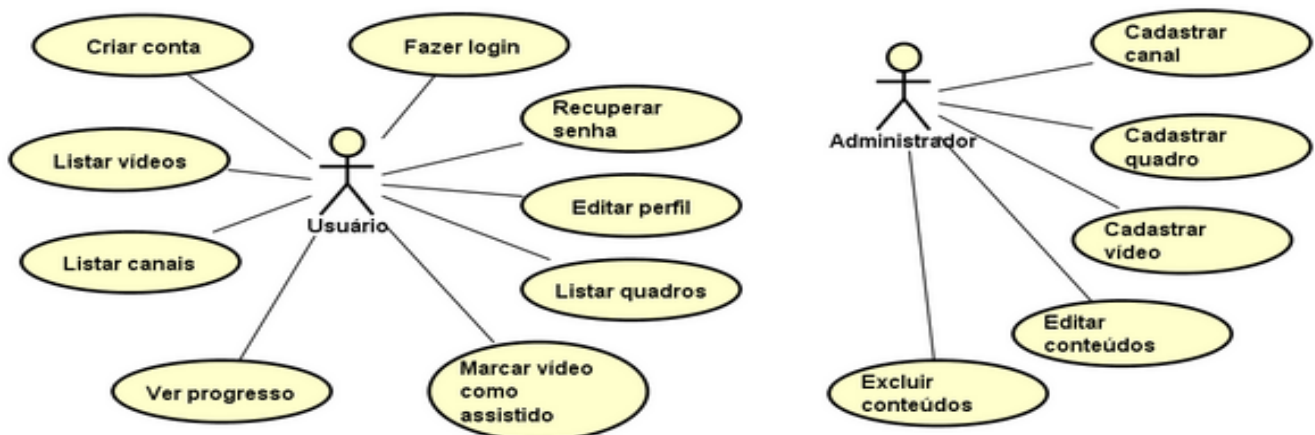 Criar conta
Fazer login
Recuperar
senha
Listar vídeos
Editar perfil
Usuário
Listar canais
Listar quadros
Ver progresso
Marcar vídeo
como
assistido
Cadastrar
canal
Administrador
Cadastrar
quadro
Cadastrar
vídeo
Editar
conteúdos
Excluir
conteúdos